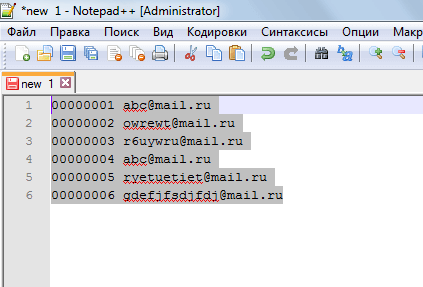 *new 1 - Notepad++ [Administrator]
Файл Правка Поиск Вид Кодировки Синтаксисы Опции Макр
new 1
1 00000001 abc@mail.ru
2 00000002 owrewt@mail.ru
3 00000003 r6uywru@mail.ru
4 00000004 abc@mail.ru
5 00000005 ryetuetiet@mail.ru
6 00000006 gdefjfsdjfdj@mail.ru